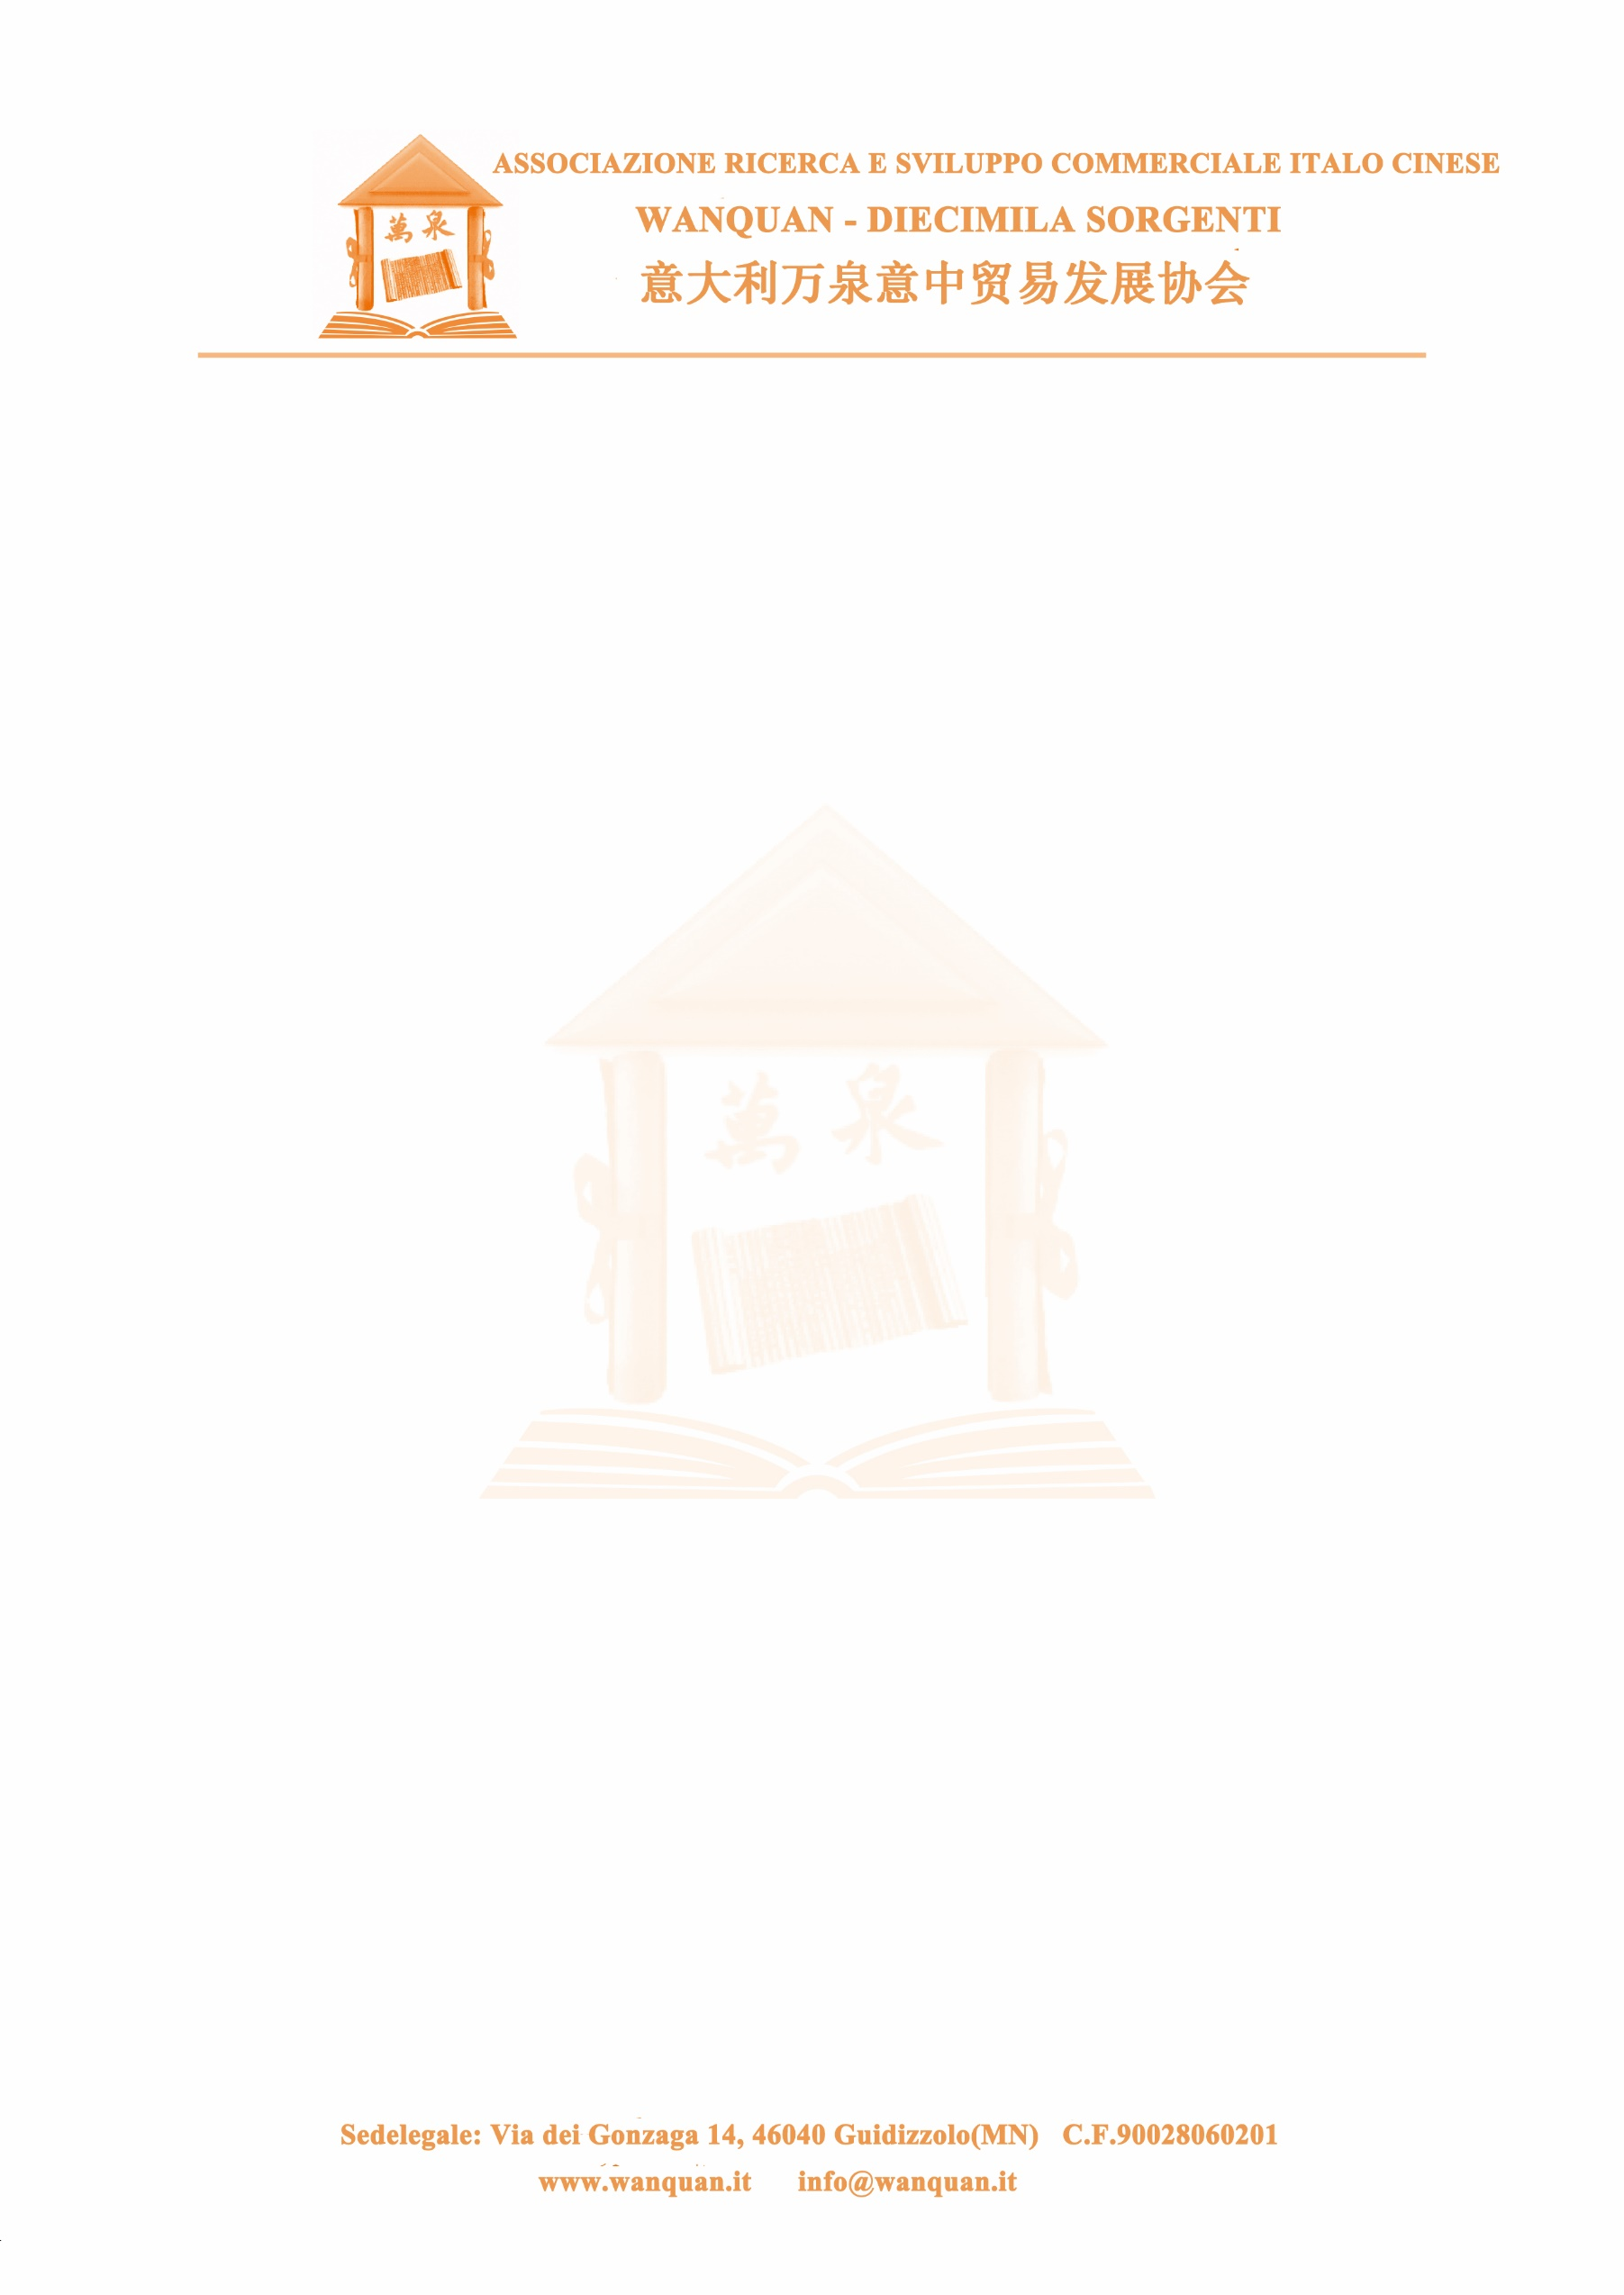 ASSOCIAZIONE RICERCA E SVILUPPO COMMERCIALE ITALO CINESE
WANQUAN - DIECIMILA SORGENTI
萬泉
意大利万泉意中贸易发展协会
萬泉
Sedelegale: Via dei Gonzaga 14, 46040 Guidizzolo(MN) C.F.90028060201
www.wanquan.it info@wanquan.it